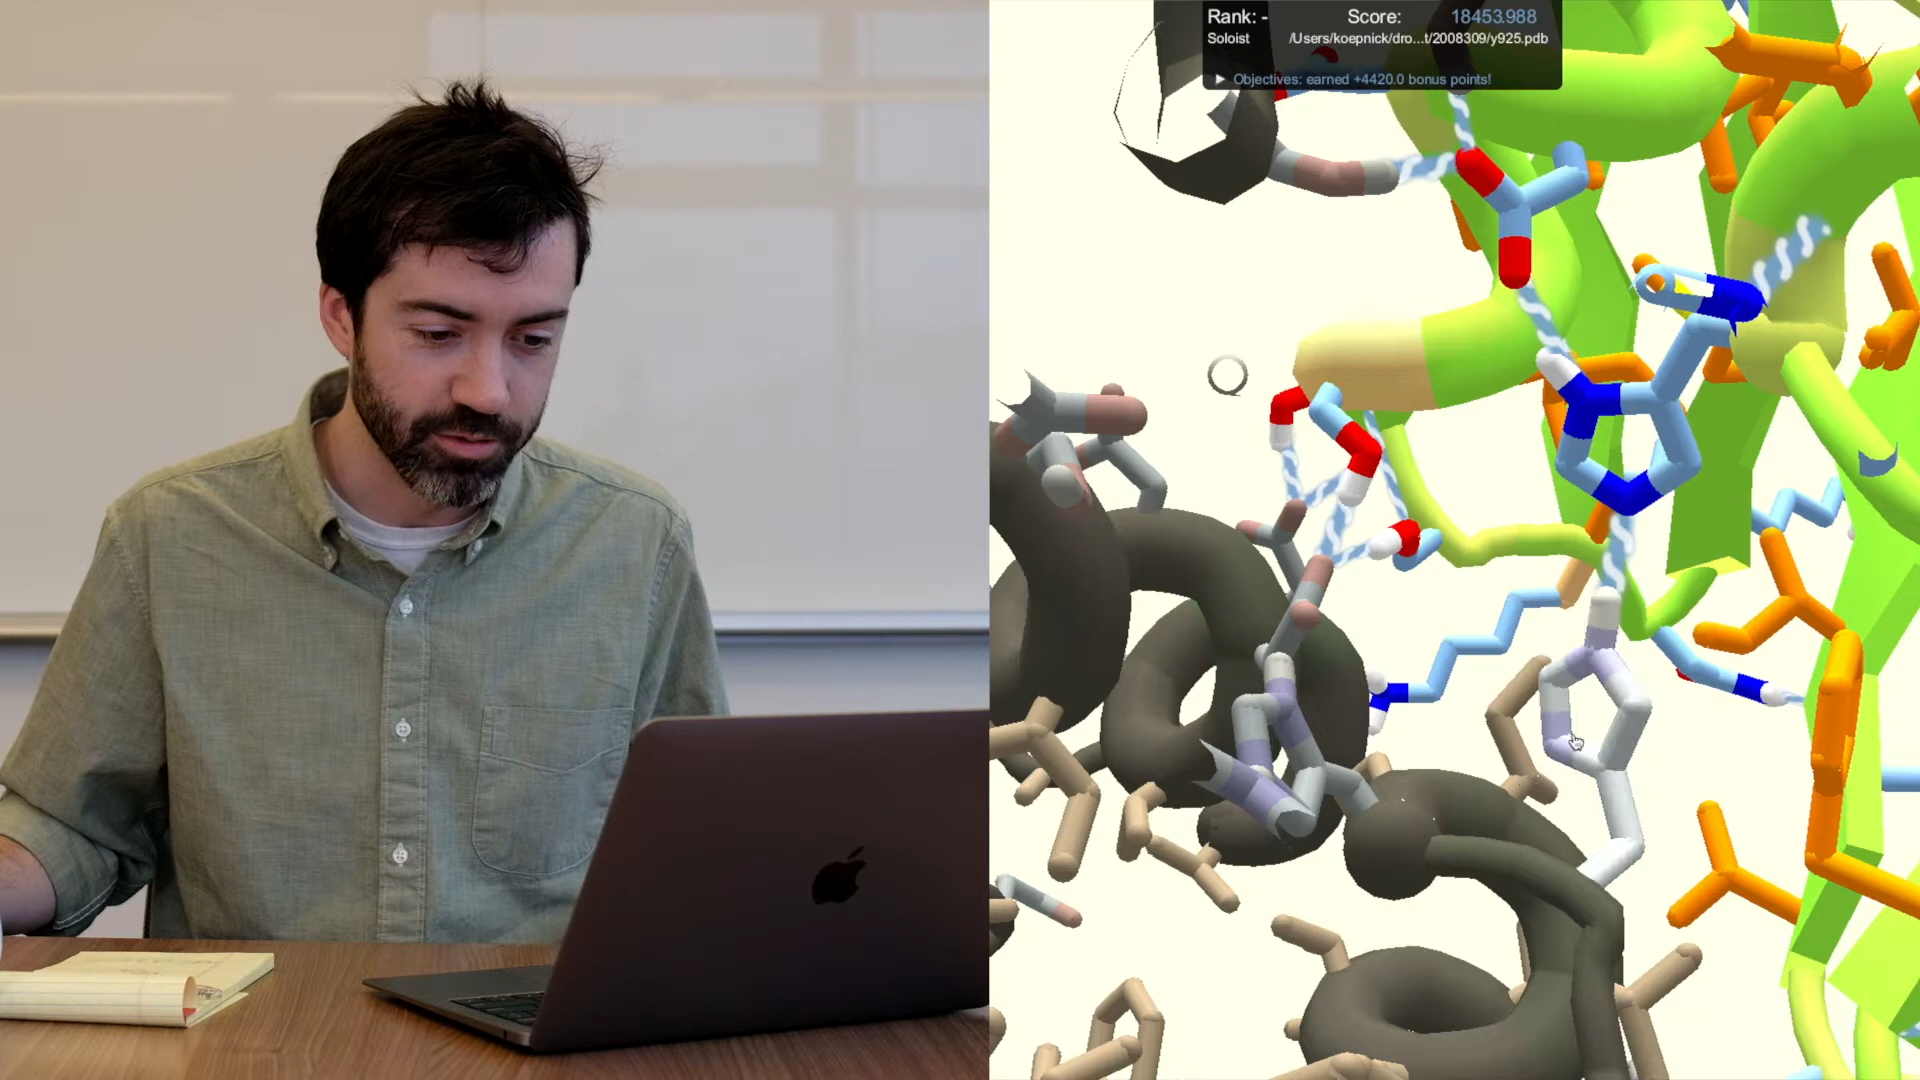 Rank: - Score: 18453.988
Soloist /Users/koepnick/dro...t/2008309/y925.pdb
Objectives: earned +4420.0 bonus points!